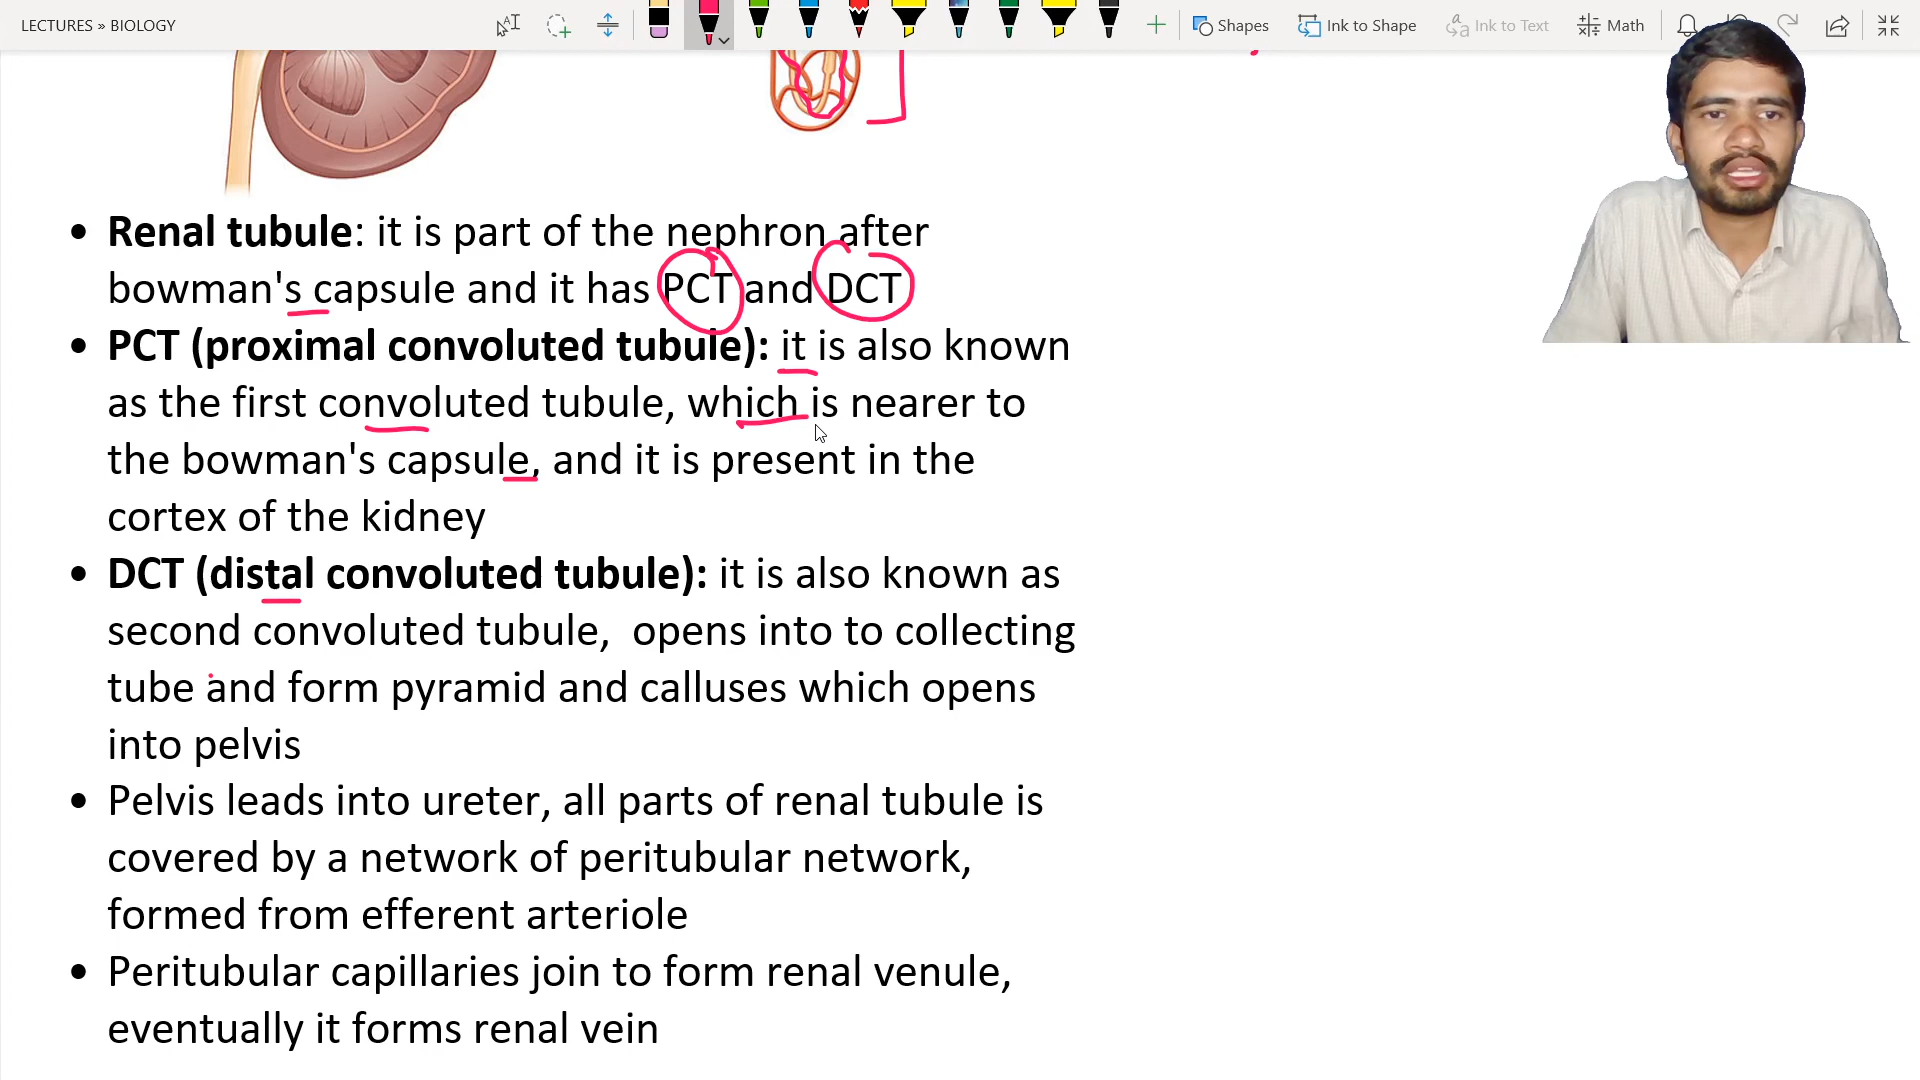 LECTURES » BIOLOGY
Shapes
Ink to Shape
Ink to Text
Math
• Renal tubule: it is part of the nephron after
bowman's capsule and it has PCT and DCT
• PCT (proximal convoluted tubule): it is also known
as the first convoluted tubule, which is nearer to
the bowman's capsule, and it is present in the
cortex of the kidney
• DCT (distal convoluted tubule): it is also known as
second convoluted tubule,  opens into to collecting
tube and form pyramid and calluses which opens
into pelvis
• Pelvis leads into ureter, all parts of renal tubule is
covered by a network of peritubular network,
formed from efferent arteriole
• Peritubular capillaries join to form renal venule,
eventually it forms renal vein